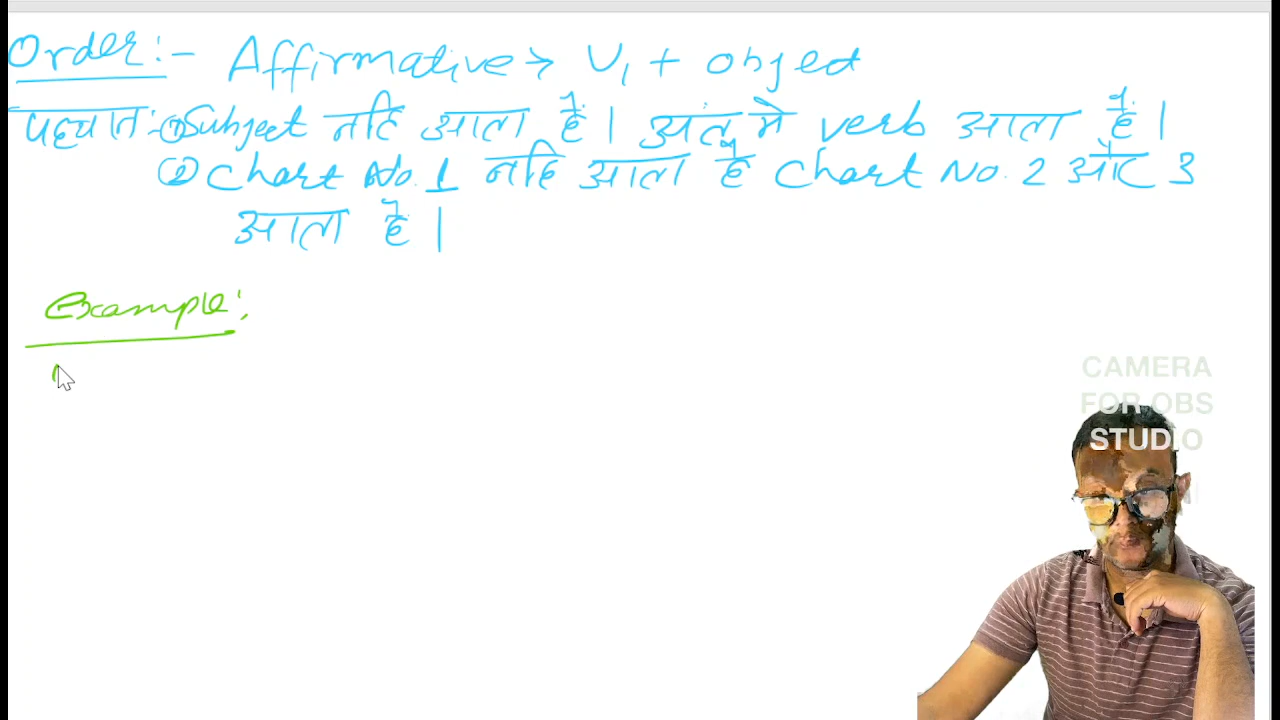 Order:- Affirmative → V1 + object
पहचान:- ① Subject नहि आता है। अंत मे verb आता है।
② Chart No. 1 नहि आता है Chart No. 2 और 3
आता है।
Example:
CAMERA
FOR OBS
STUDIO